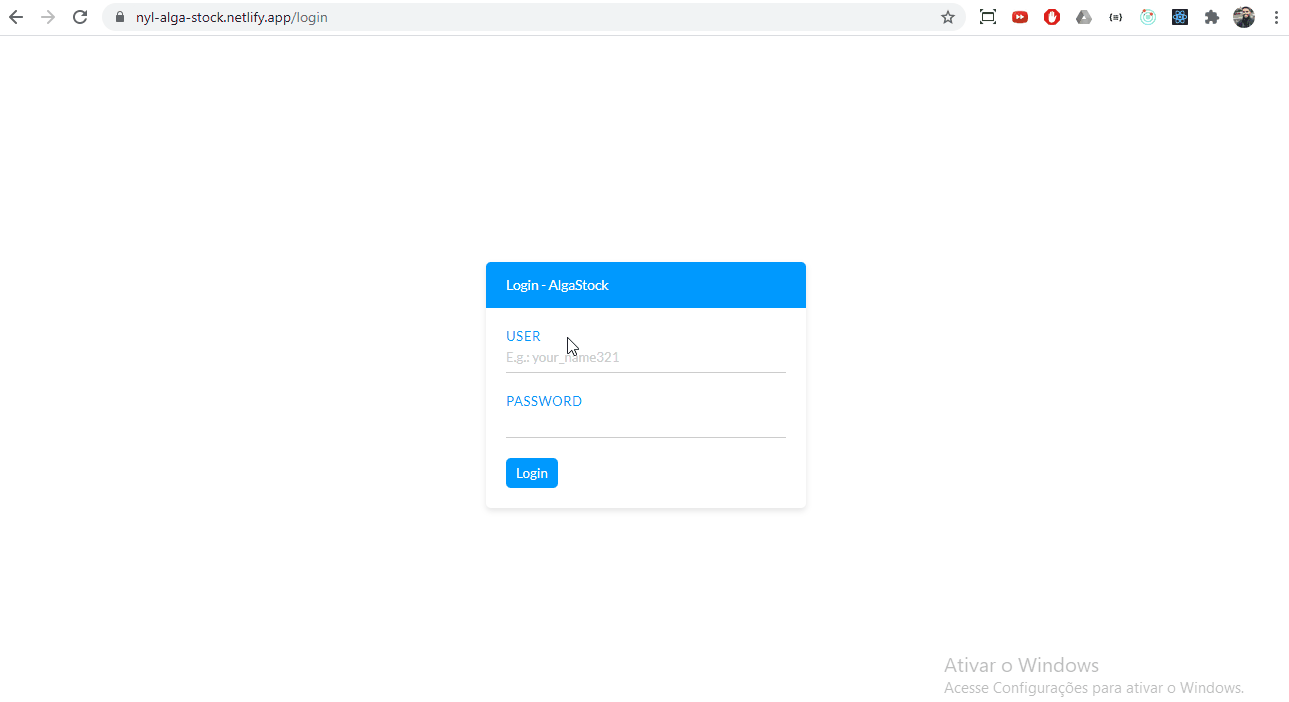 nyl-alga-stock.netlify.app/login
Login - AlgaStock
USER
E.g.: your_name321
PASSWORD
Login
Ativar o Windows
Acesse Configurações para ativar o Windows.